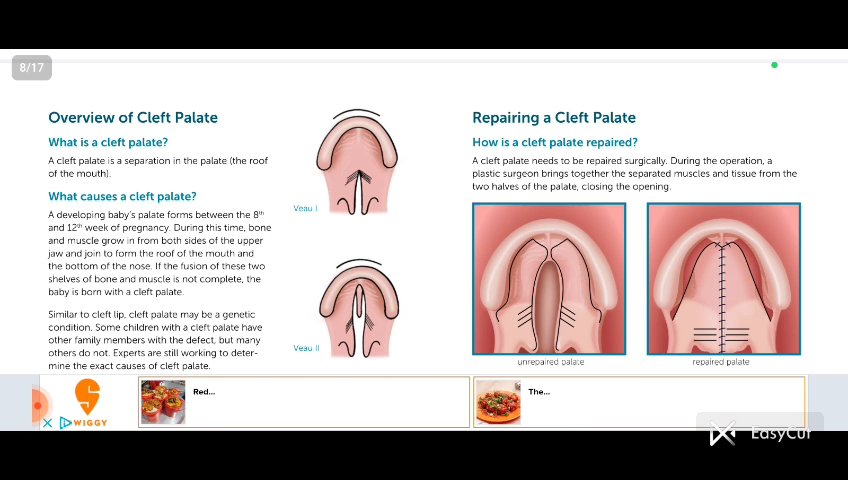 8/17
Overview of Cleft Palate
What is a cleft palate?
A cleft palate is a separation in the palate (the roof
of the mouth).
What causes a cleft palate?
A developing baby's palate forms between the 8th
and 12th week of pregnancy. During this time, bone
and muscle grow in from both sides of the upper
jaw and join to form the roof of the mouth and
the bottom of the nose. If the fusion of these two
shelves of bone and muscle is not complete, the
baby is born with a cleft palate.
Similar to cleft lip, cleft palate may be a genetic
condition. Some children with a cleft palate have
other family members with the defect, but many
others do not. Experts are still working to deter-
mine the exact causes of cleft palate.
Veau I
Veau II
Repairing a Cleft Palate
How is a cleft palate repaired?
A cleft palate needs to be repaired surgically. During the operation, a
plastic surgeon brings together the separated muscles and tissue from the
two halves of the palate, closing the opening.
unrepaired palate
repaired palate
WIGGY
Red...
The...
EasyCut